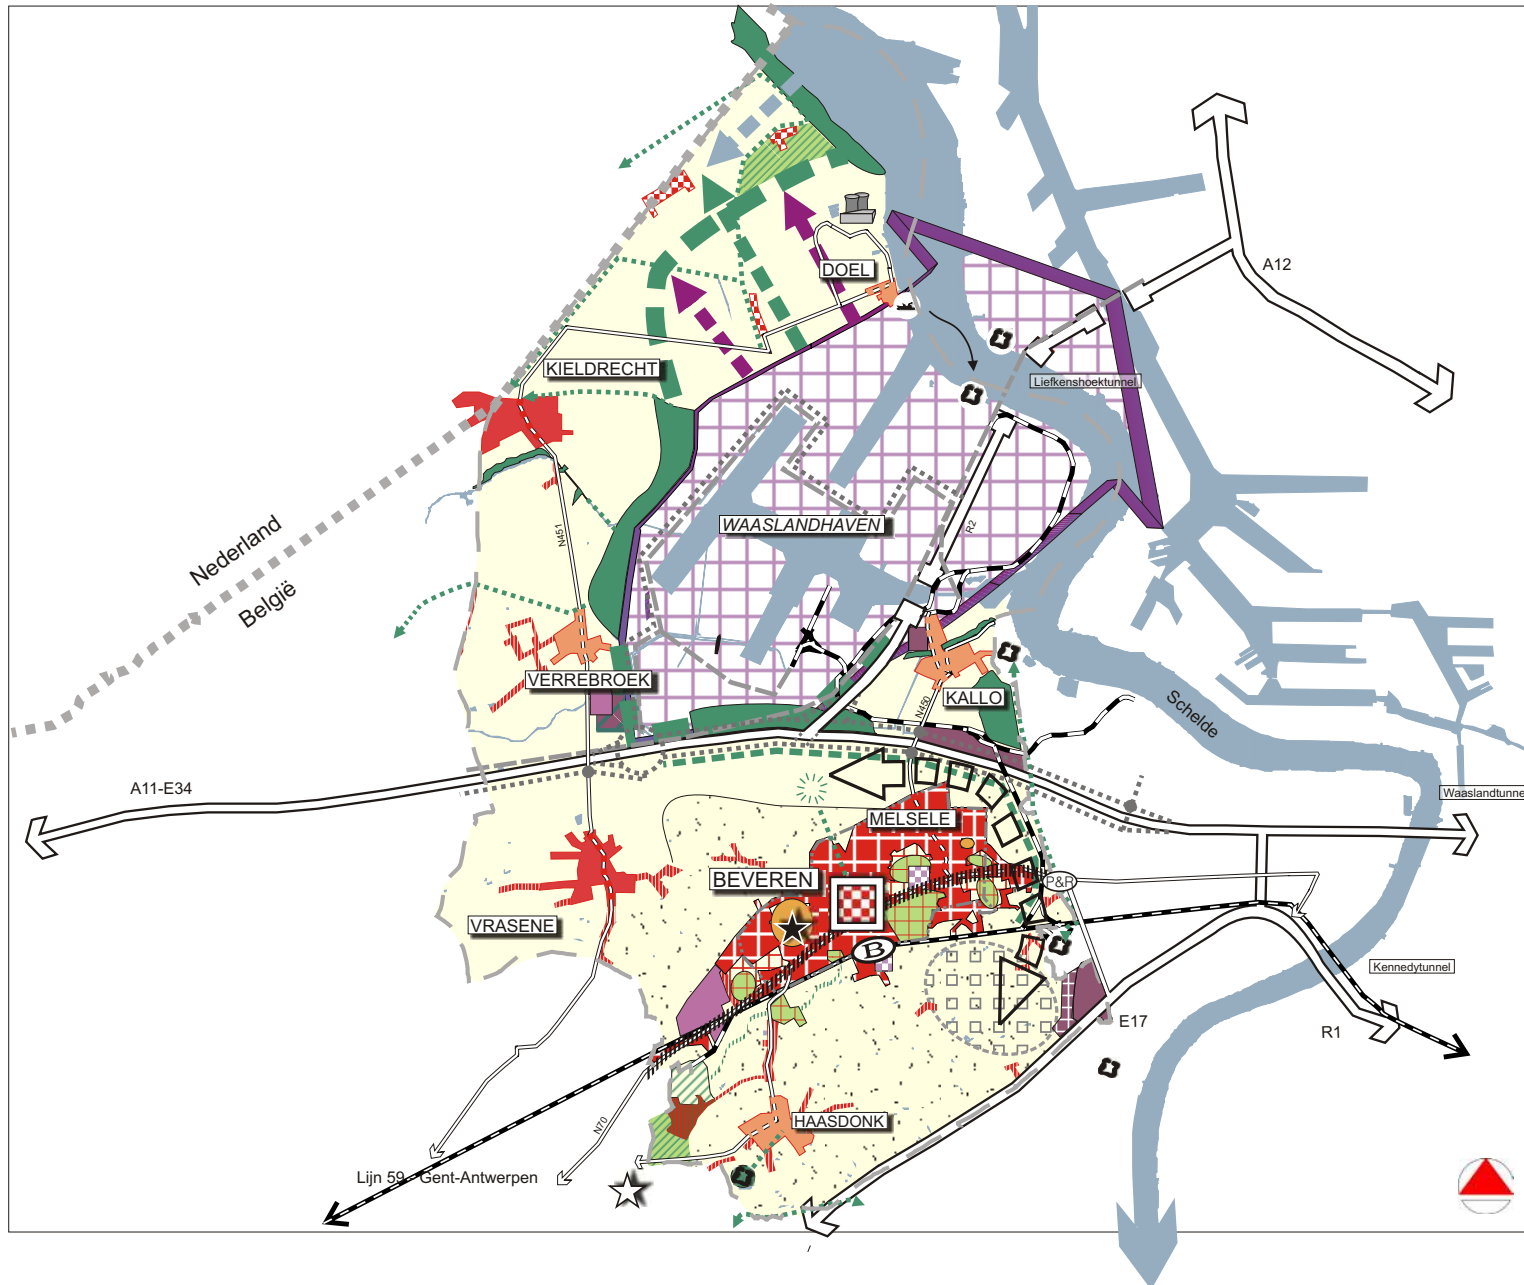 A12
DOEL
KIELDRECHT
Liefkenshoektunnel
Nederland
België
WAASLANDHAVEN
R2
N451
VERREBROEK
KALLO
N450
Schelde
A11-E34
Waaslandtunnel
MELSELE
BEVEREN
P&R
VRASENE
B
Kennedytunnel
E17
R1
HAASDONK
N70
Lijn 59 Gent-Antwerpen